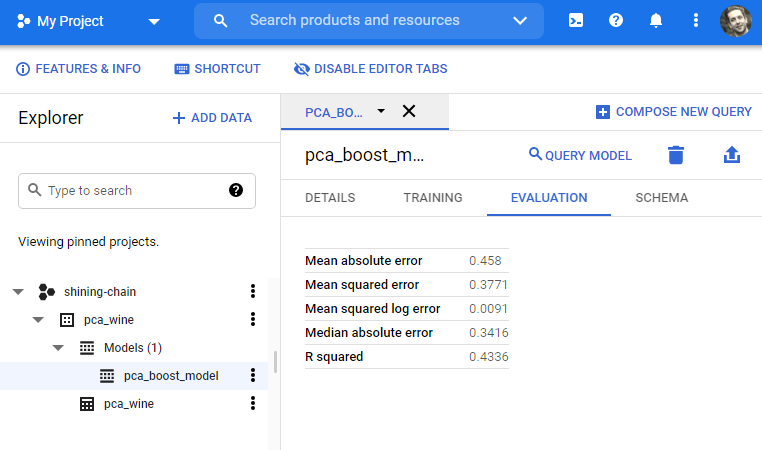 My Project
Search products and resources
FEATURES & INFO
SHORTCUT
DISABLE EDITOR TABS
Explorer
ADD DATA
PCA_BO...
COMPOSE NEW QUERY
pca_boost_m...
QUERY MODEL
Type to search
DETAILS
TRAINING
EVALUATION
SCHEMA
Viewing pinned projects.
shining-chain
pca_wine
Models (1)
pca_boost_model
pca_wine
Mean absolute error 0.458
Mean squared error 0.3771
Mean squared log error 0.0091
Median absolute error 0.3416
R squared 0.4336